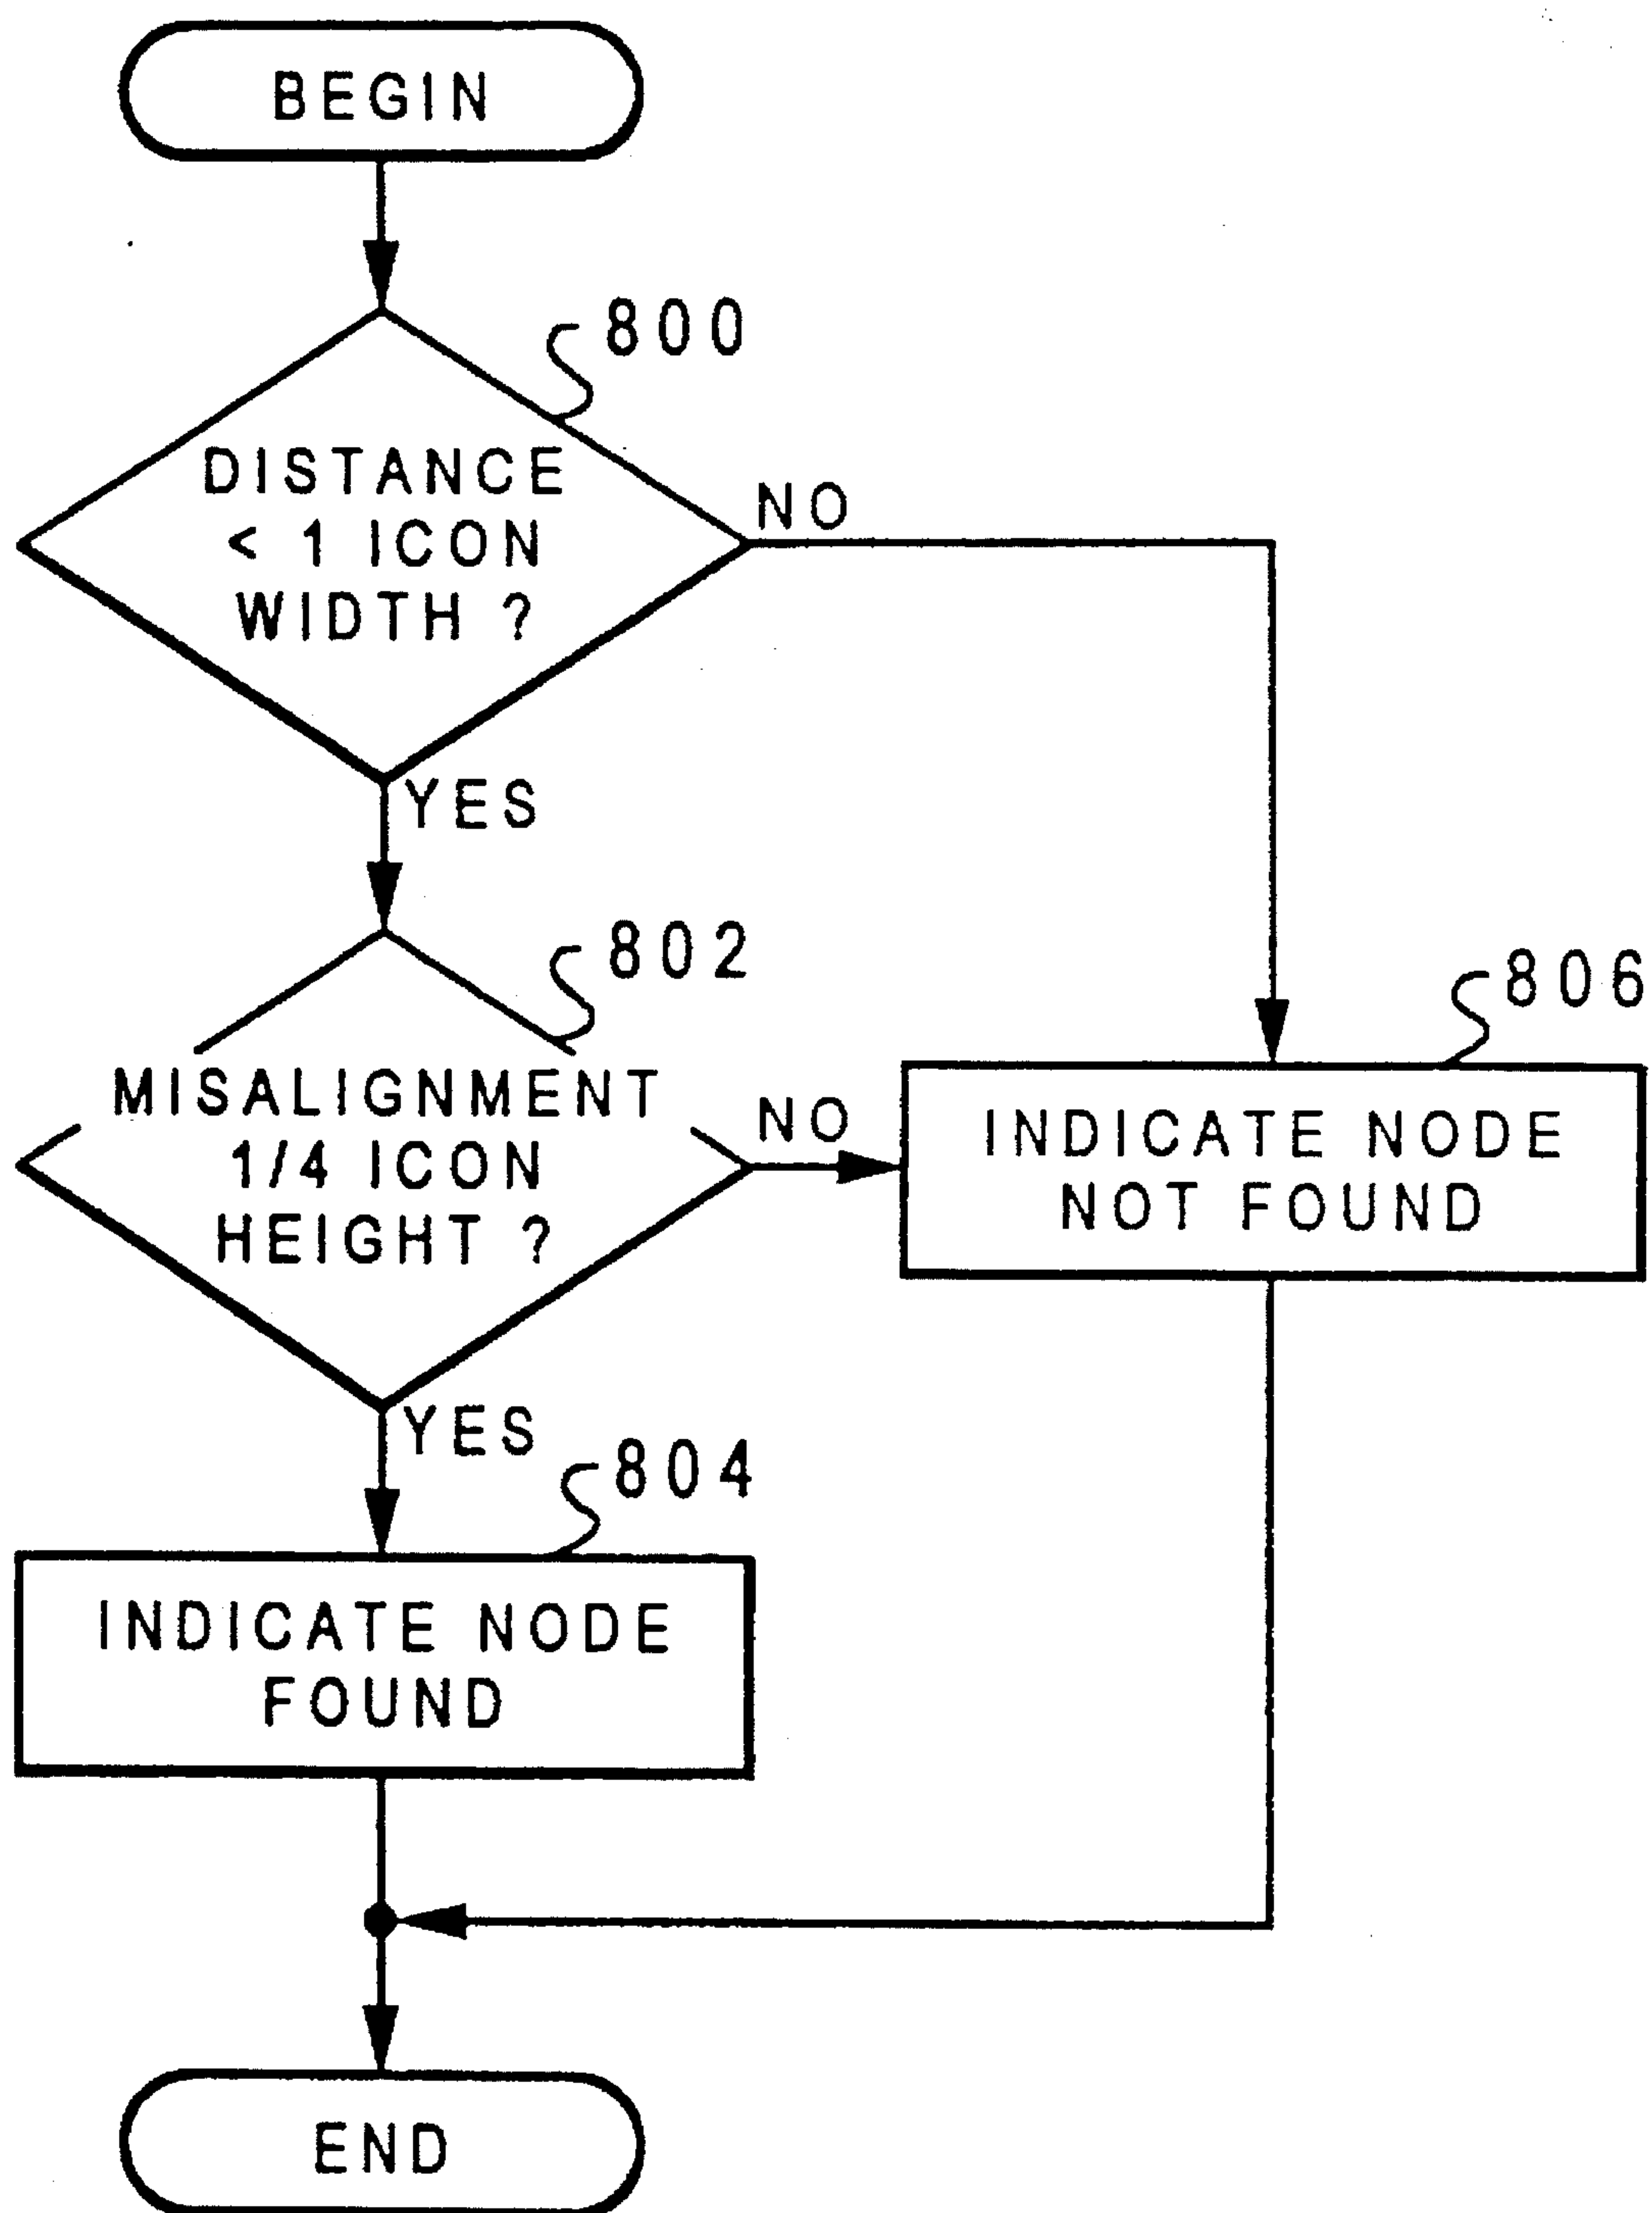 BEGIN
800
DISTANCE
< 1 ICON
WIDTH ?
NO
YES
802
MISALIGNMENT
1/4 ICON
HEIGHT ?
NO
806
INDICATE NODE
NOT FOUND
YES
804
INDICATE NODE
FOUND
END